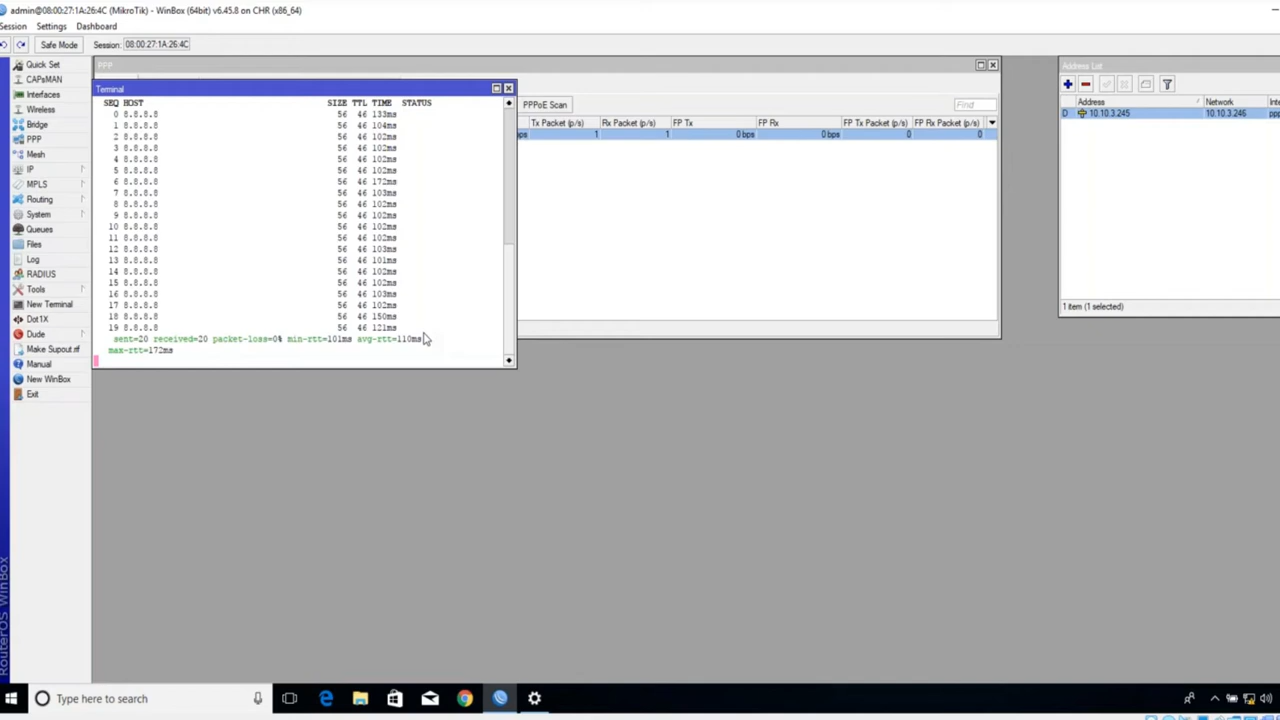 admin@08:00:27:1A:26:4C (MikroTik) - WinBox (64bit) v6.45.8 on CHR (x86_64)
Session Settings Dashboard
Safe Mode Session: 08:00:27:1A:26:4C
Quick Set
CAPsMAN
Interfaces
Wireless
Bridge
PPP
Mesh
IP
MPLS
Routing
System
Queues
Files
Log
RADIUS
Tools
New Terminal
Dot1X
Dude
Make Supout.rif
Manual
New WinBox
Exit
RouterOS WinBox
PPP
PPPoE Scan
Find
Tx Packet (p/s) Rx Packet (p/s) FP Tx FP Rx FP Tx Packet (p/s) FP Rx Packet (p/s)
bps 1 1 0 bps 0 bps 0 0
Terminal
SEQ HOST SIZE TTL TIME STATUS
0 8.8.8.8 56 46 133ms
1 8.8.8.8 56 46 104ms
2 8.8.8.8 56 46 102ms
3 8.8.8.8 56 46 102ms
4 8.8.8.8 56 46 102ms
5 8.8.8.8 56 46 102ms
6 8.8.8.8 56 46 172ms
7 8.8.8.8 56 46 103ms
8 8.8.8.8 56 46 102ms
9 8.8.8.8 56 46 102ms
10 8.8.8.8 56 46 102ms
11 8.8.8.8 56 46 102ms
12 8.8.8.8 56 46 103ms
13 8.8.8.8 56 46 101ms
14 8.8.8.8 56 46 102ms
15 8.8.8.8 56 46 102ms
16 8.8.8.8 56 46 103ms
17 8.8.8.8 56 46 102ms
18 8.8.8.8 56 46 150ms
19 8.8.8.8 56 46 121ms
sent=20 received=20 packet-loss=0% min-rtt=101ms avg-rtt=110ms
max-rtt=172ms
Address List
Address Network Inte
D 10.10.3.245 10.10.3.246 ppp
1 item (1 selected)
Type here to search